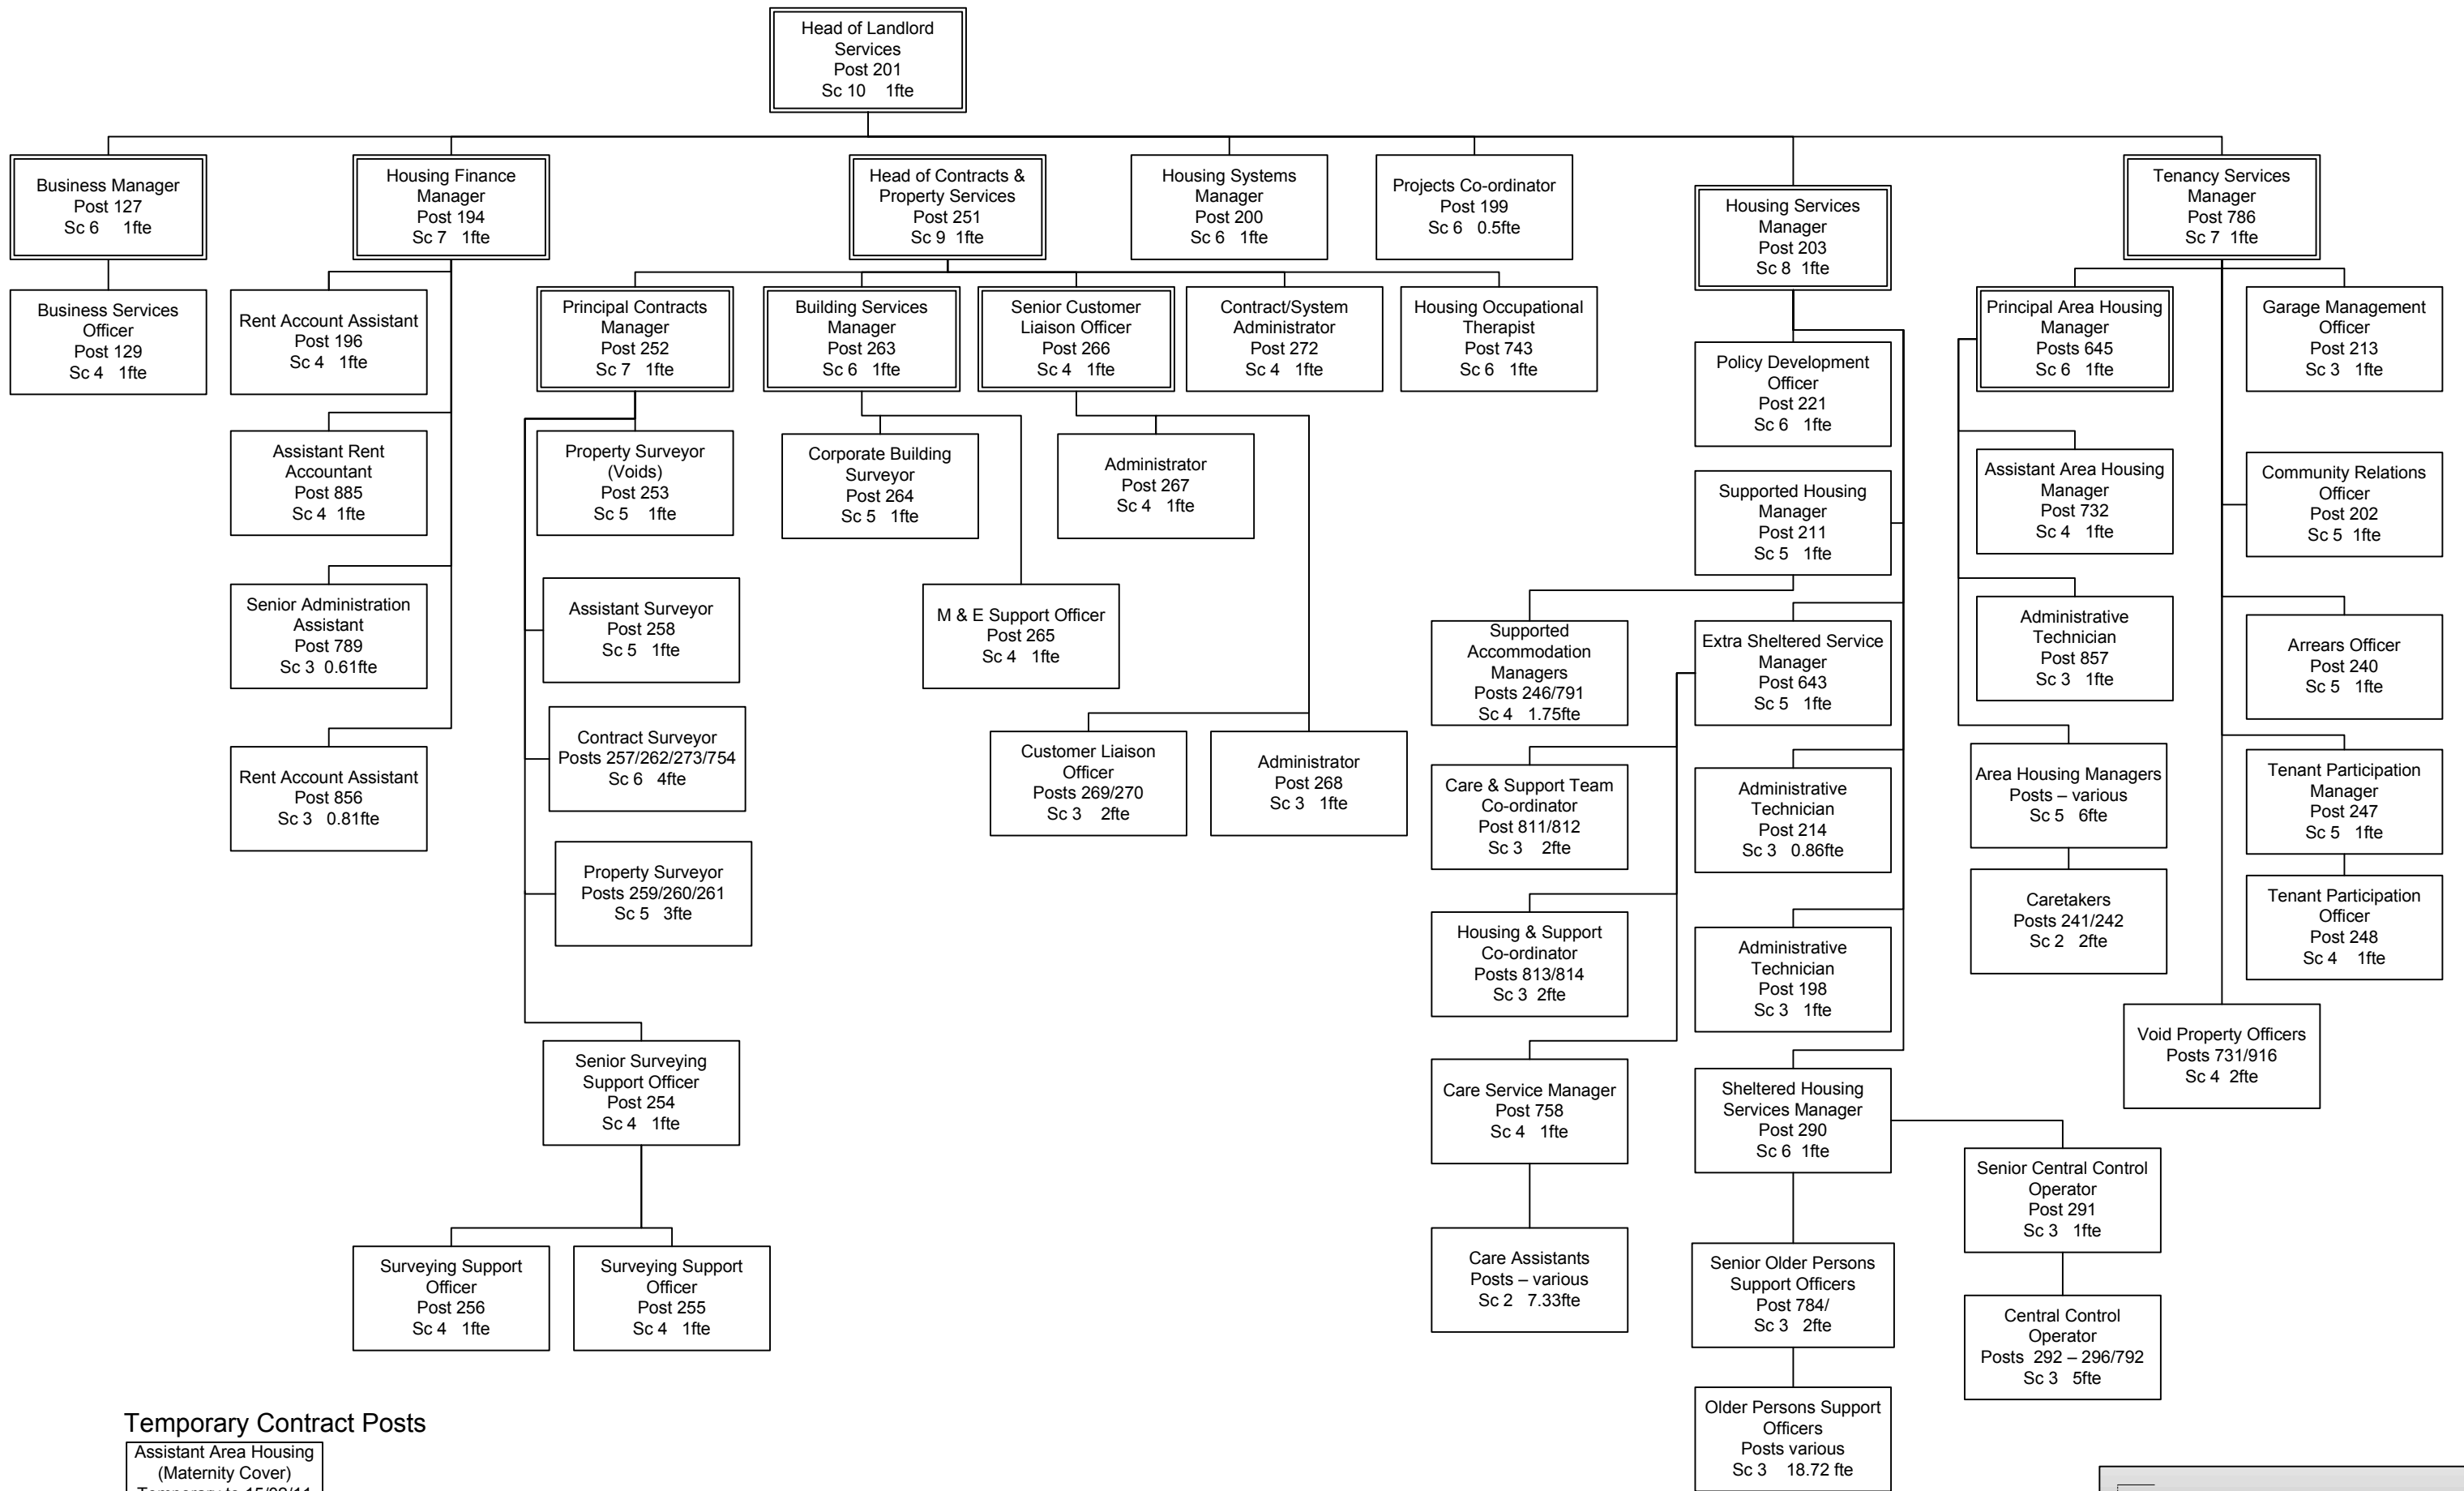 Head of Landlord
Services
Post 201
Sc 10 1fte
Business Manager
Post 127
Sc 6 1fte
Housing Finance
Manager
Post 194
Sc 7 1fte
Head of Contracts &
Property Services
Post 251
Sc 9 1fte
Housing Systems
Manager
Post 200
Sc 6 1fte
Projects Co-ordinator
Post 199
Sc 6 0.5fte
Housing Services
Manager
Post 203
Sc 8 1fte
Tenancy Services
Manager
Post 786
Sc 7 1fte
Business Services
Officer
Post 129
Sc 4 1fte
Rent Account Assistant
Post 196
Sc 4 1fte
Assistant Rent
Accountant
Post 885
Sc 4 1fte
Senior Administration
Assistant
Post 789
Sc 3 0.61fte
Rent Account Assistant
Post 856
Sc 3 0.81fte
Principal Contracts
Manager
Post 252
Sc 7 1fte
Building Services
Manager
Post 263
Sc 6 1fte
Senior Customer
Liaison Officer
Post 266
Sc 4 1fte
Contract/System
Administrator
Post 272
Sc 4 1fte
Housing Occupational
Therapist
Post 743
Sc 6 1fte
Property Surveyor
(Voids)
Post 253
Sc 5 1fte
Assistant Surveyor
Post 258
Sc 5 1fte
Contract Surveyor
Posts 257/262/273/754
Sc 6 4fte
Property Surveyor
Posts 259/260/261
Sc 5 3fte
Senior Surveying
Support Officer
Post 254
Sc 4 1fte
Surveying Support
Officer
Post 256
Sc 4 1fte
Surveying Support
Officer
Post 255
Sc 4 1fte
Corporate Building
Surveyor
Post 264
Sc 5 1fte
M & E Support Officer
Post 265
Sc 4 1fte
Administrator
Post 267
Sc 4 1fte
Customer Liaison
Officer
Posts 269/270
Sc 3 2fte
Administrator
Post 268
Sc 3 1fte
Policy Development
Officer
Post 221
Sc 6 1fte
Supported Housing
Manager
Post 211
Sc 5 1fte
Supported
Accommodation
Managers
Posts 246/791
Sc 4 1.75fte
Extra Sheltered Service
Manager
Post 643
Sc 5 1fte
Care & Support Team
Co-ordinator
Post 811/812
Sc 3 2fte
Housing & Support
Co-ordinator
Posts 813/814
Sc 3 2fte
Care Service Manager
Post 758
Sc 4 1fte
Care Assistants
Posts – various
Sc 2 7.33fte
Administrative
Technician
Post 214
Sc 3 0.86fte
Administrative
Technician
Post 198
Sc 3 1fte
Sheltered Housing
Services Manager
Post 290
Sc 6 1fte
Senior Older Persons
Support Officers
Post 784/
Sc 3 2fte
Older Persons Support
Officers
Posts various
Sc 3 18.72 fte
Senior Central Control
Operator
Post 291
Sc 3 1fte
Central Control
Operator
Posts 292 – 296/792
Sc 3 5fte
Principal Area Housing
Manager
Posts 645
Sc 6 1fte
Assistant Area Housing
Manager
Post 732
Sc 4 1fte
Administrative
Technician
Post 857
Sc 3 1fte
Area Housing Managers
Posts – various
Sc 5 6fte
Caretakers
Posts 241/242
Sc 2 2fte
Garage Management
Officer
Post 213
Sc 3 1fte
Community Relations
Officer
Post 202
Sc 5 1fte
Arrears Officer
Post 240
Sc 5 1fte
Tenant Participation
Manager
Post 247
Sc 5 1fte
Tenant Participation
Officer
Post 248
Sc 4 1fte
Void Property Officers
Posts 731/916
Sc 4 2fte
Temporary Contract Posts
Assistant Area Housing
(Maternity Cover)
Temporary to